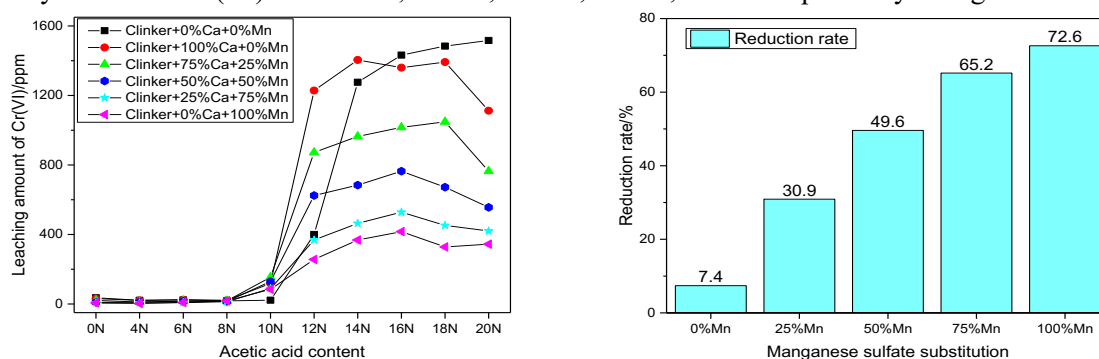 Clinker+0%Ca+0%Mn
Clinker+100%Ca+0%Mn
Clinker+75%Ca+25%Mn
Clinker+50%Ca+50%Mn
Clinker+25%Ca+75%Mn
Clinker+0%Ca+100%Mn
Leaching amount of Cr(VI)/ppm
1600
1200
800
400
0
0N 4N 6N 8N 10N 12N 14N 16N 18N 20N
Acetic acid content
Reduction rate
Reduction rate/%
80
60
40
20
0
7.4
30.9
49.6
65.2
72.6
0%Mn 25%Mn 50%Mn 75%Mn 100%Mn
Manganese sulfate substitution